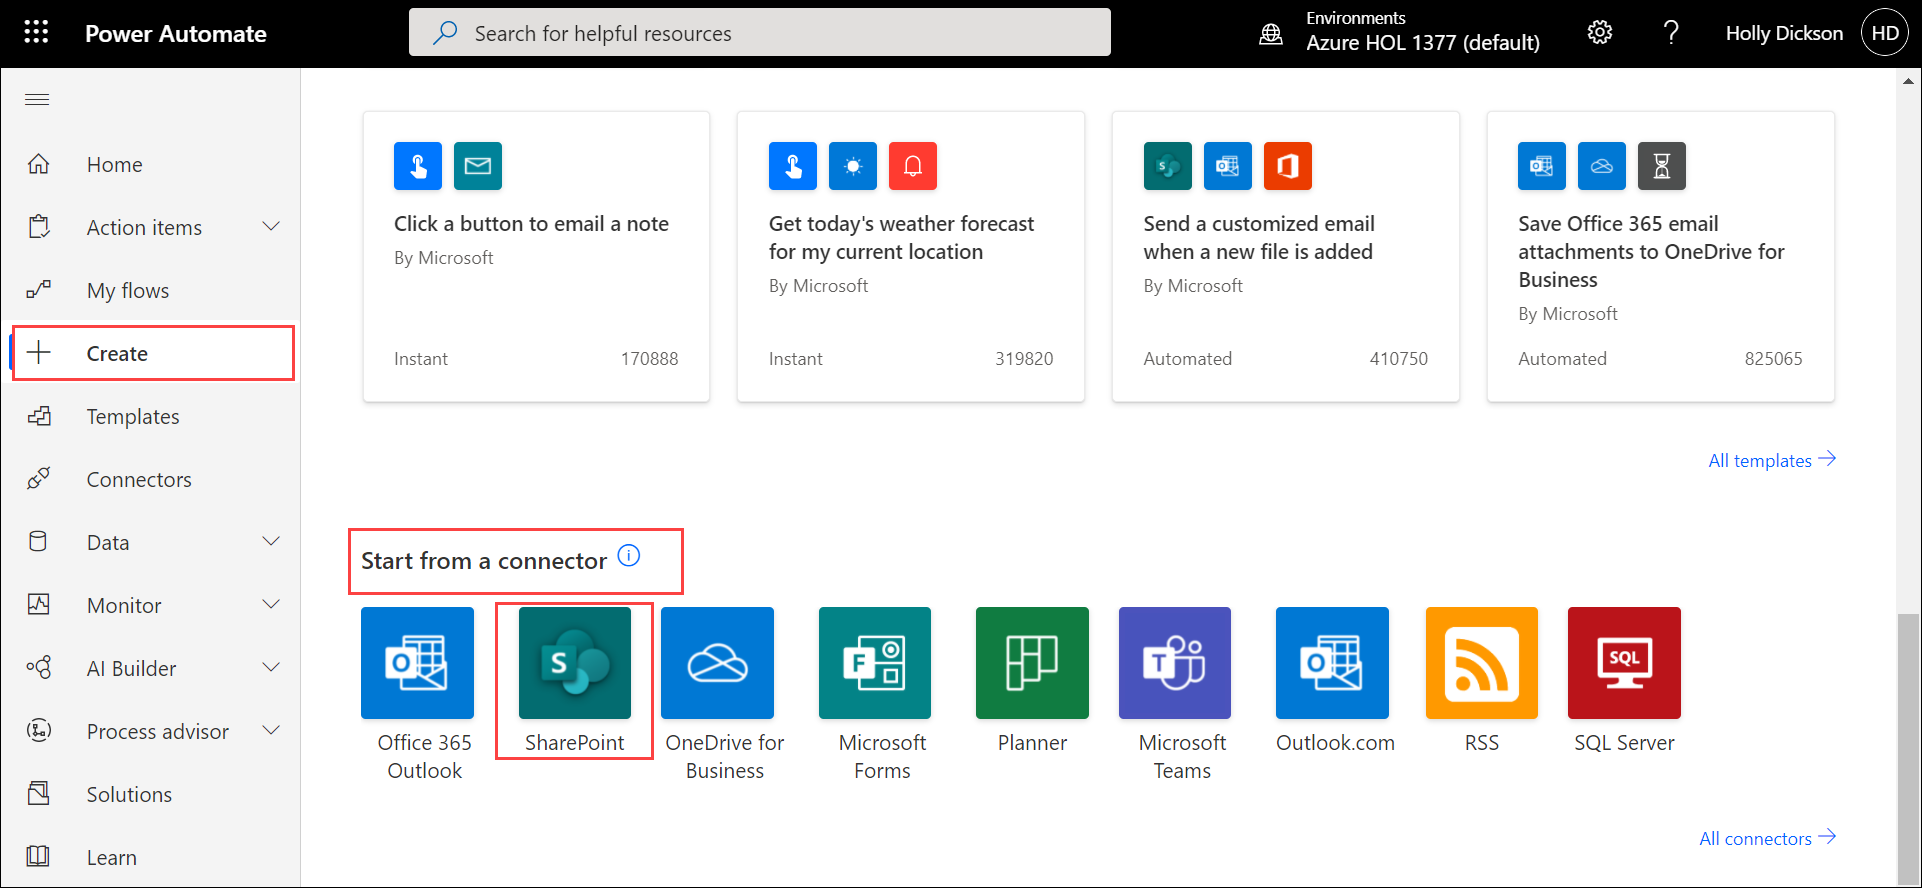 Power Automate
Search for helpful resources
Environments
Azure HOL 1377 (default)
?
Holly Dickson
HD
Home
Action items
My flows
Create
Templates
Connectors
Data
Monitor
AI Builder
Process advisor
Solutions
Learn
Click a button to email a note
By Microsoft
Instant 170888
Get today's weather forecast
for my current location
By Microsoft
Instant 319820
S
O
Send a customized email
when a new file is added
By Microsoft
Automated 410750
O
Save Office 365 email
attachments to OneDrive for
Business
By Microsoft
Automated 825065
All templates
Start from a connector
O
Office 365
Outlook
S
SharePoint
OneDrive for
Business
F
Microsoft
Forms
Planner
T
Microsoft
Teams
O
Outlook.com
RSS
SQL
SQL Server
All connectors